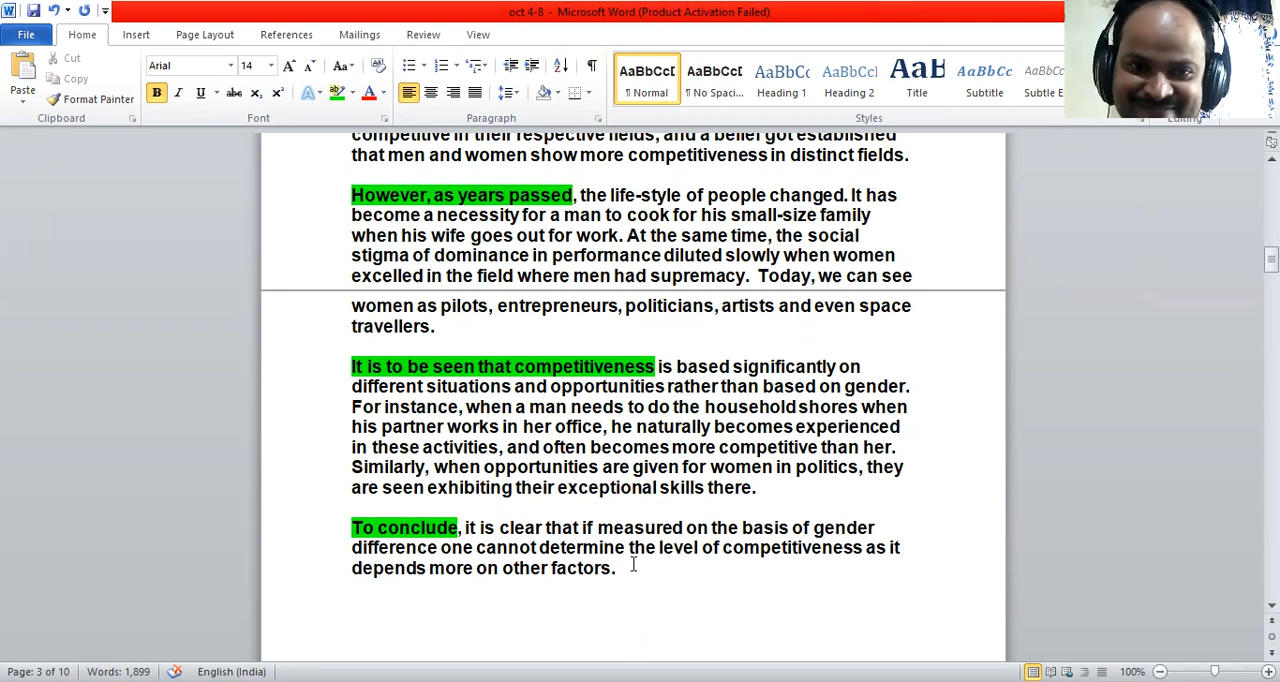 oct 4-8 - Microsoft Word (Product Activation Failed)
File Home Insert Page Layout References Mailings Review View
Paste
Cut
Copy
Format Painter
Clipboard
Arial 14
Font
Paragraph
AaBbCcD ¶ Normal
AaBbCcD ¶ No Spaci...
AaBbCc Heading 1
AaBbCc Heading 2
AaB Title
AaBbCc Subtitle
AaBbCc Subtle E
Styles
competitive in their respective fields, and a belief got established
that men and women show more competitiveness in distinct fields.
However, as years passed, the life-style of people changed. It has
become a necessity for a man to cook for his small-size family
when his wife goes out for work. At the same time, the social
stigma of dominance in performance diluted slowly when women
excelled in the field where men had supremacy. Today, we can see
women as pilots, entrepreneurs, politicians, artists and even space
travellers.
It is to be seen that competitiveness is based significantly on
different situations and opportunities rather than based on gender.
For instance, when a man needs to do the household shores when
his partner works in her office, he naturally becomes experienced
in these activities, and often becomes more competitive than her.
Similarly, when opportunities are given for women in politics, they
are seen exhibiting their exceptional skills there.
To conclude, it is clear that if measured on the basis of gender
difference one cannot determine the level of competitiveness as it
depends more on other factors.
Page: 3 of 10 Words: 1,899 English (India) 100%